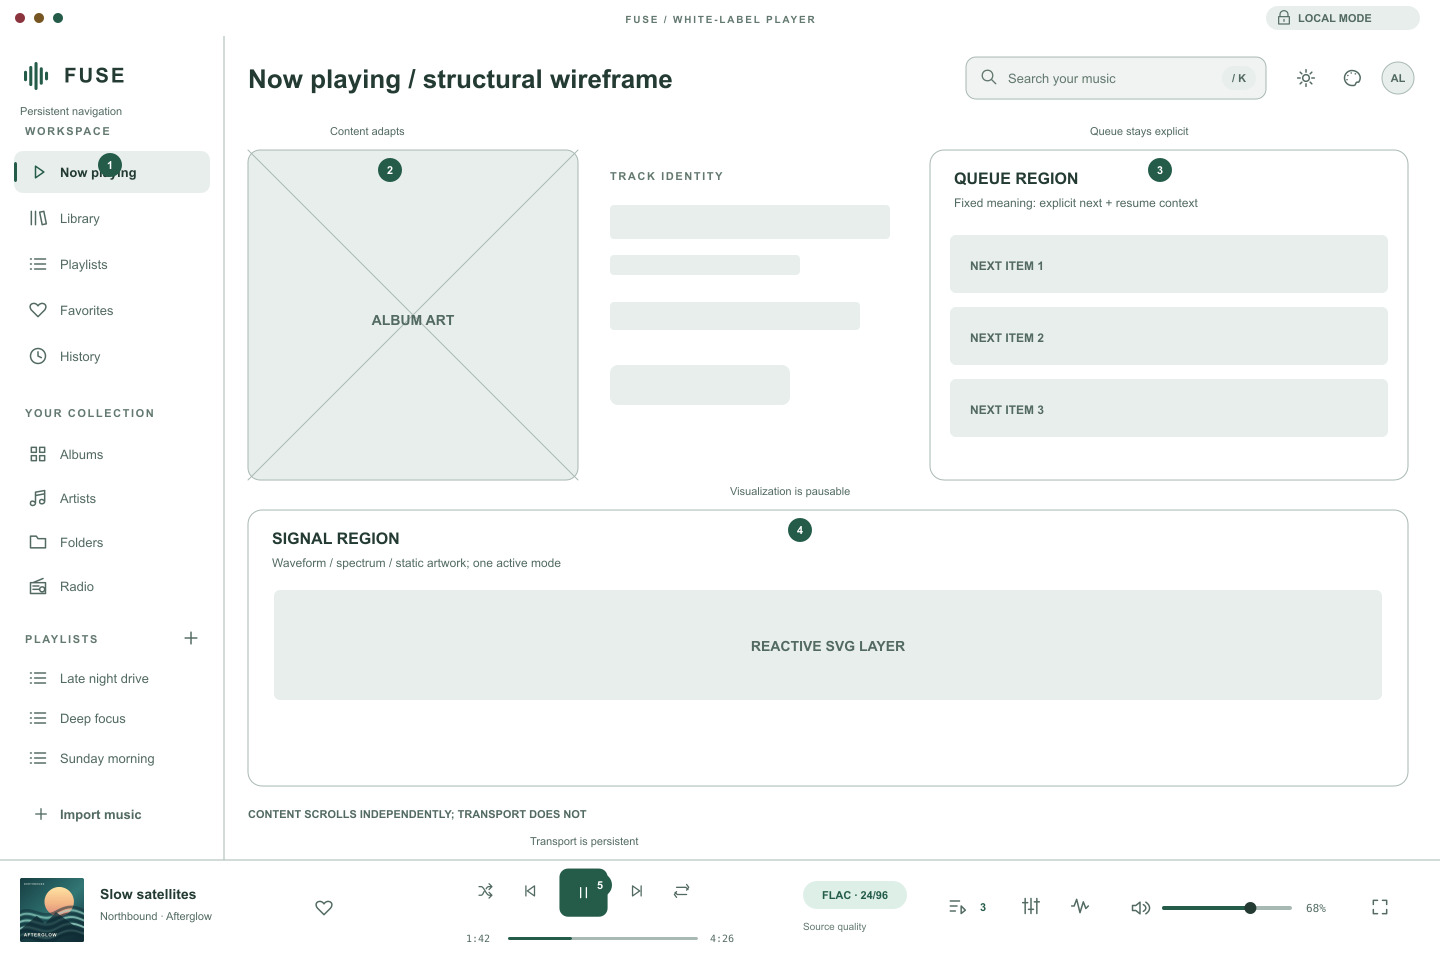 FUSE / WHITE-LABEL PLAYER
LOCAL MODE
FUSE
Persistent navigation
WORKSPACE
1
Now playing
Library
Playlists
Favorites
History
YOUR COLLECTION
Albums
Artists
Folders
Radio
PLAYLISTS
Late night drive
Deep focus
Sunday morning
Import music
Now playing / structural wireframe
Search your music
/ K
AL
Content adapts
2
ALBUM ART
TRACK IDENTITY
Queue stays explicit
3
QUEUE REGION
Fixed meaning: explicit next + resume context
NEXT ITEM 1
NEXT ITEM 2
NEXT ITEM 3
Visualization is pausable
4
SIGNAL REGION
Waveform / spectrum / static artwork; one active mode
REACTIVE SVG LAYER
CONTENT SCROLLS INDEPENDENTLY; TRANSPORT DOES NOT
Transport is persistent
AFTERGLOW
Slow satellites
Northbound · Afterglow
5
1:42
4:26
FLAC · 24/96
Source quality
3
68%